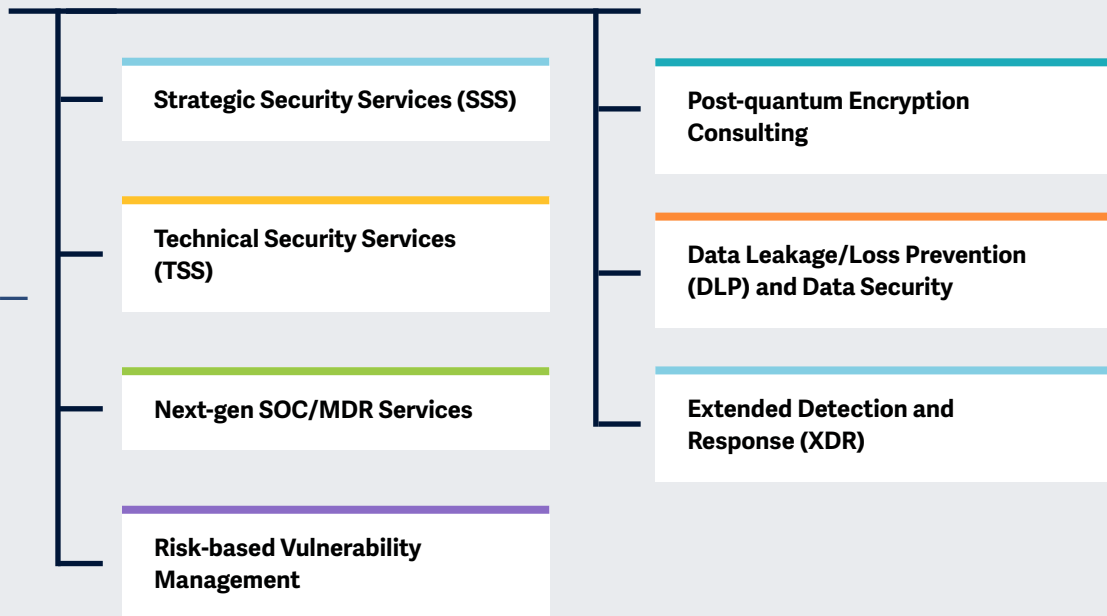 Strategic Security Services (SSS)
Technical Security Services
(TSS)
Next-gen SOC/MDR Services
Risk-based Vulnerability
Management
Post-quantum Encryption
Consulting
Data Leakage/Loss Prevention
(DLP) and Data Security
Extended Detection and
Response (XDR)